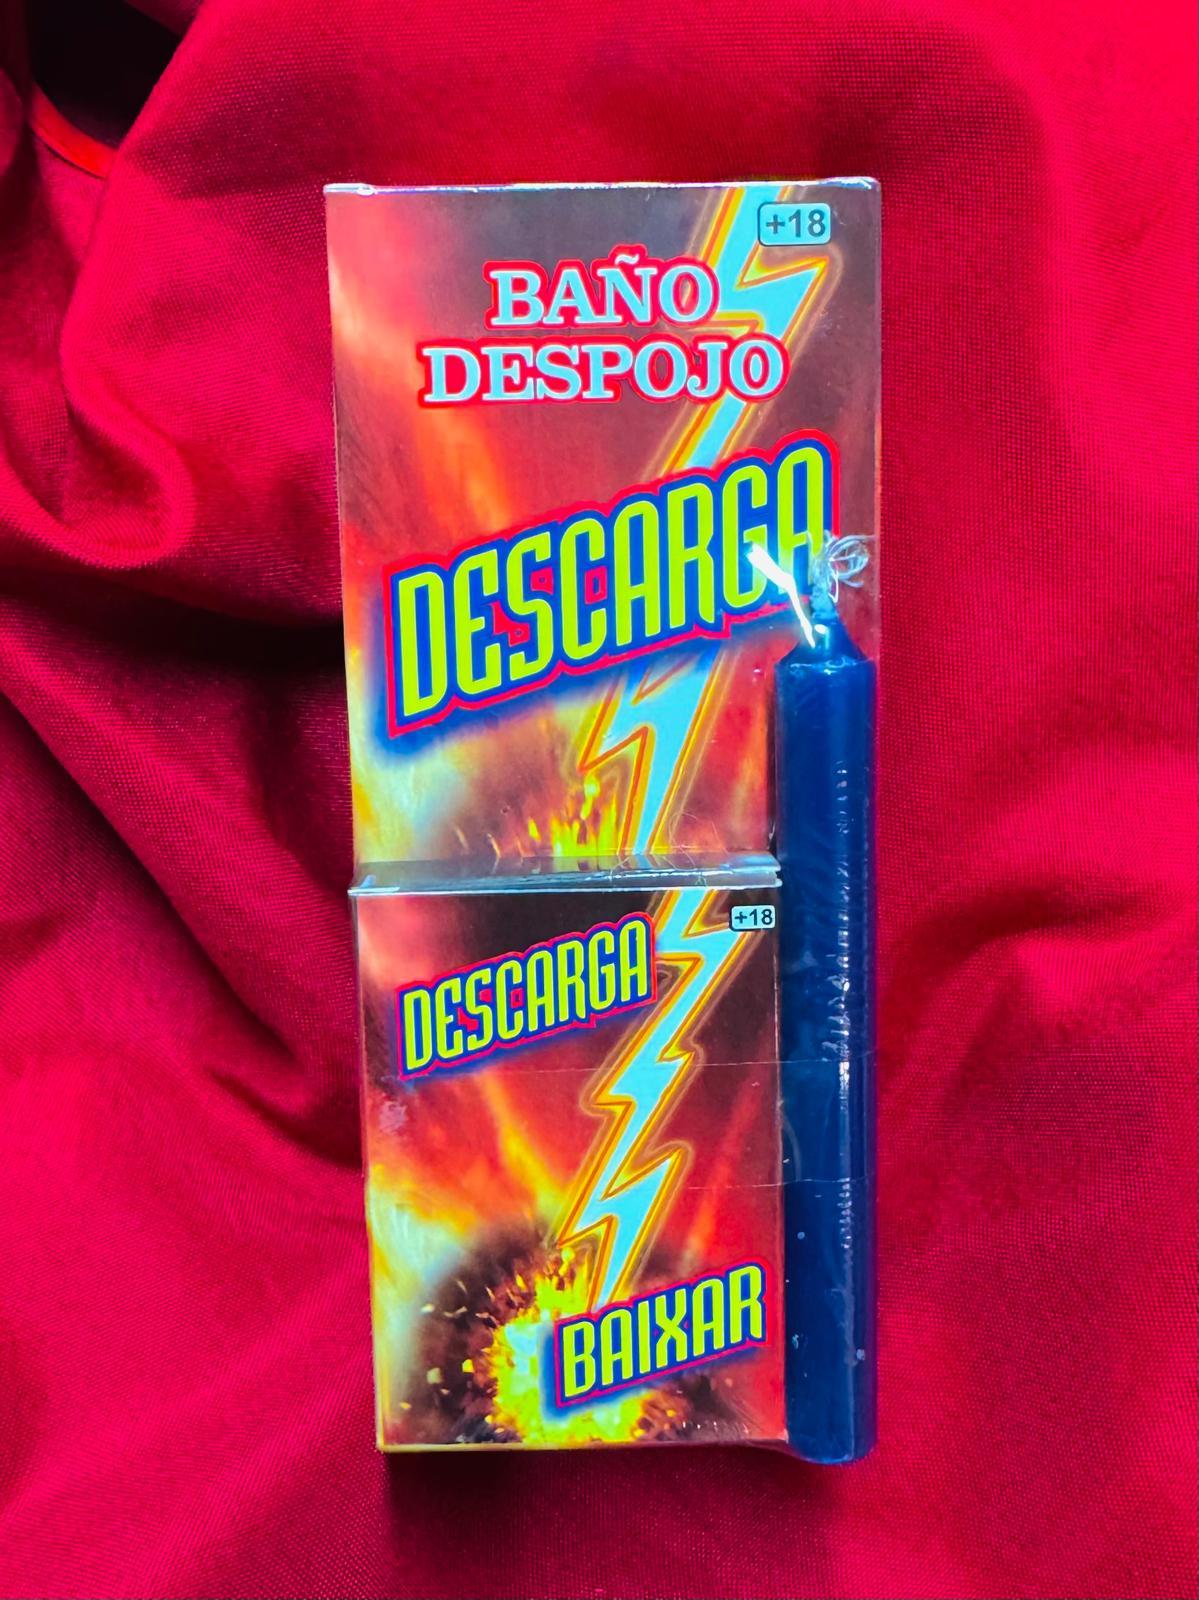 +18
BAÑO
DESPOJO
DESCARGA
+18
DESCARGA
BAIXAR